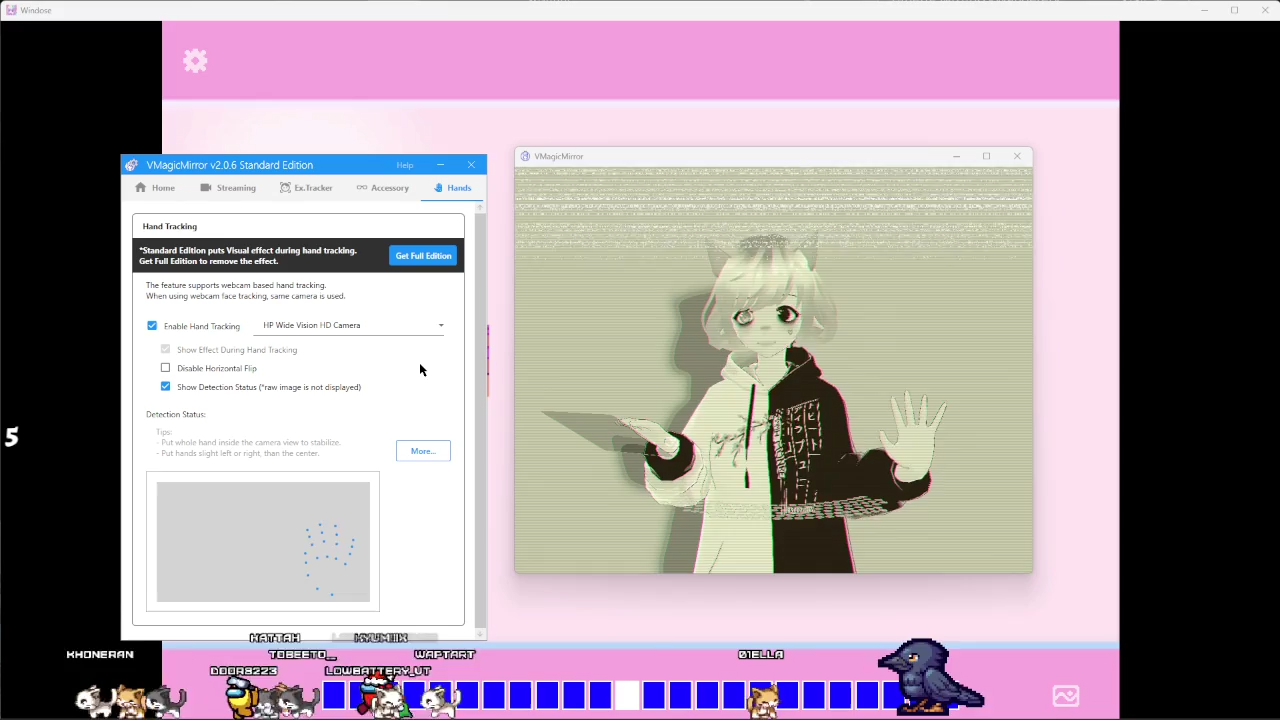 Windose
VMagicMirror v2.0.6 Standard Edition
Help
Home
Streaming
Ex.Tracker
Accessory
Hands
Hand Tracking
*Standard Edition puts Visual effect during hand tracking.
Get Full Edition to remove the effect.
Get Full Edition
The feature supports webcam based hand tracking.
When using webcam face tracking, same camera is used.
Enable Hand Tracking
HP Wide Vision HD Camera
Show Effect During Hand Tracking
Disable Horizontal Flip
Show Detection Status (*raw image is not displayed)
Detection Status:
Tips:
- Put whole hand inside the camera view to stabilize.
- Put hands slight left or right, than the center.
More...
VMagicMirror
5
HATTAH
KHONERAN
TOBEETO_
WAPTART
01ELLA
DOOR8223
LOWBATTERY_VT